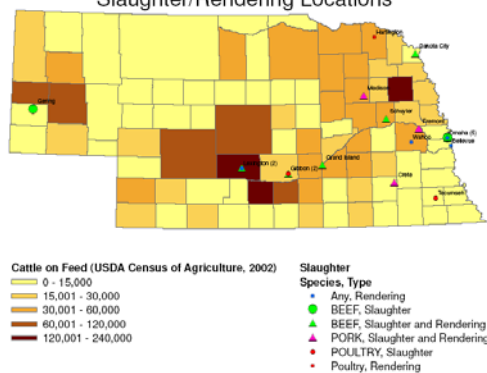 Slaughter/Rendering Locations
Hartington
Dakota City
Madison
Gering
Schuyler
Fremont
Omaha (6)
Wahoo
Bellevue
Lexington (2)
Gibbon (2)
Grand Island
Crete
Tecumseh
Cattle on Feed (USDA Census of Agriculture, 2002)
0 - 15,000
15,001 - 30,000
30,001 - 60,000
60,001 - 120,000
120,001 - 240,000
Slaughter
Species, Type
Any, Rendering
BEEF, Slaughter
BEEF, Slaughter and Rendering
PORK, Slaughter and Rendering
POULTRY, Slaughter
Poultry, Rendering